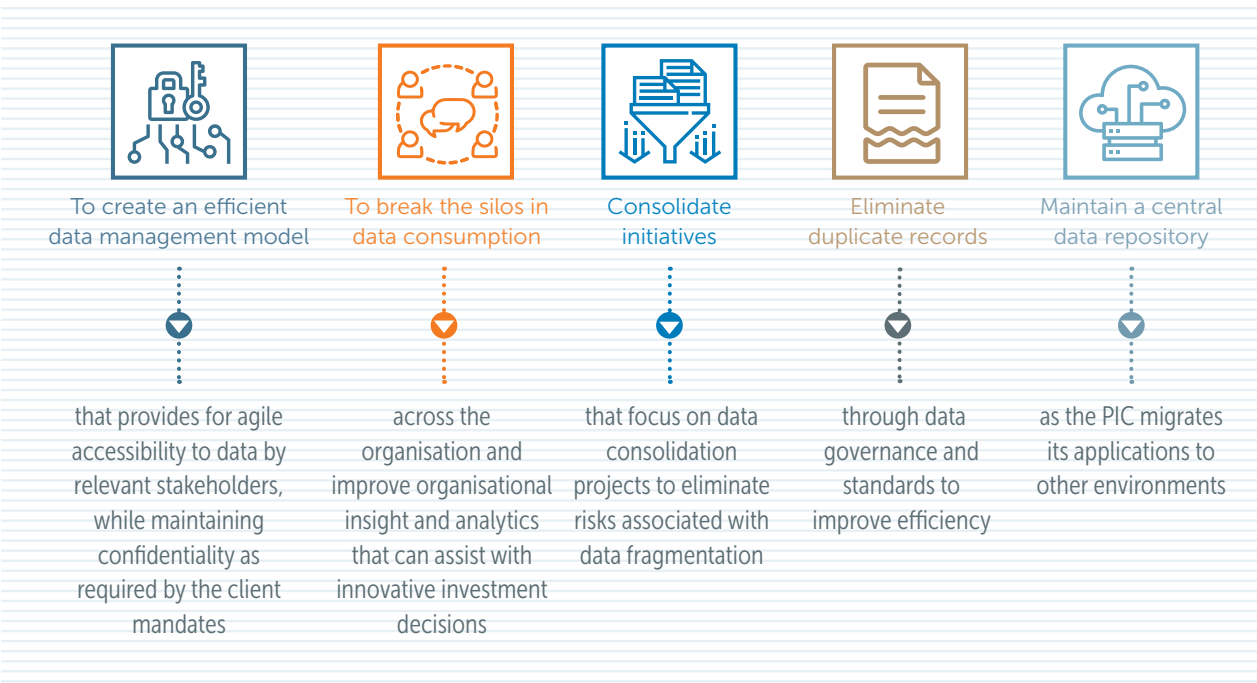 To create an efficient
data management model
that provides for agile
accessibility to data by
relevant stakeholders,
while maintaining
confidentiality as
required by the client
mandates
To break the silos in
data consumption
across the
organisation and
improve organisational
insight and analytics
that can assist with
innovative investment
decisions
Consolidate
initiatives
that focus on data
consolidation
projects to eliminate
risks associated with
data fragmentation
Eliminate
duplicate records
through data
governance and
standards to
improve efficiency
Maintain a central
data repository
as the PIC migrates
its applications to
other environments